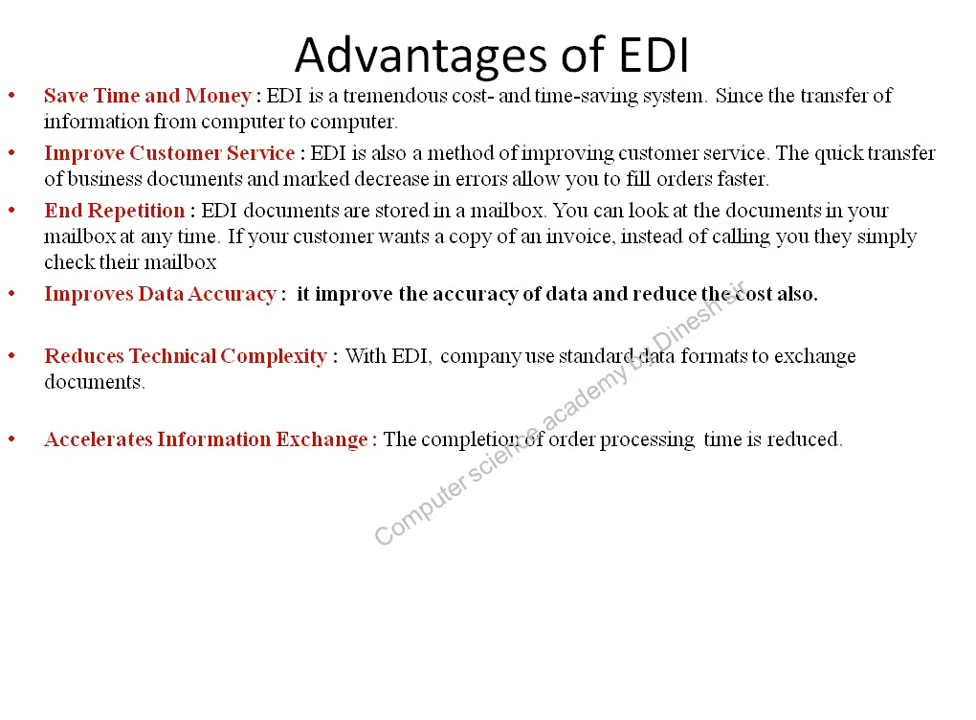 Advantages of EDI
• Save Time and Money : EDI is a tremendous cost- and time-saving system. Since the transfer of
information from computer to computer.
• Improve Customer Service : EDI is also a method of improving customer service. The quick transfer
of business documents and marked decrease in errors allow you to fill orders faster.
• End Repetition : EDI documents are stored in a mailbox. You can look at the documents in your
mailbox at any time. If your customer wants a copy of an invoice, instead of calling you they simply
check their mailbox
• Improves Data Accuracy : it improve the accuracy of data and reduce the cost also.
• Reduces Technical Complexity : With EDI, company use standard data formats to exchange
documents.
• Accelerates Information Exchange : The completion of order processing time is reduced.
Computer science academy by Dinesh sir